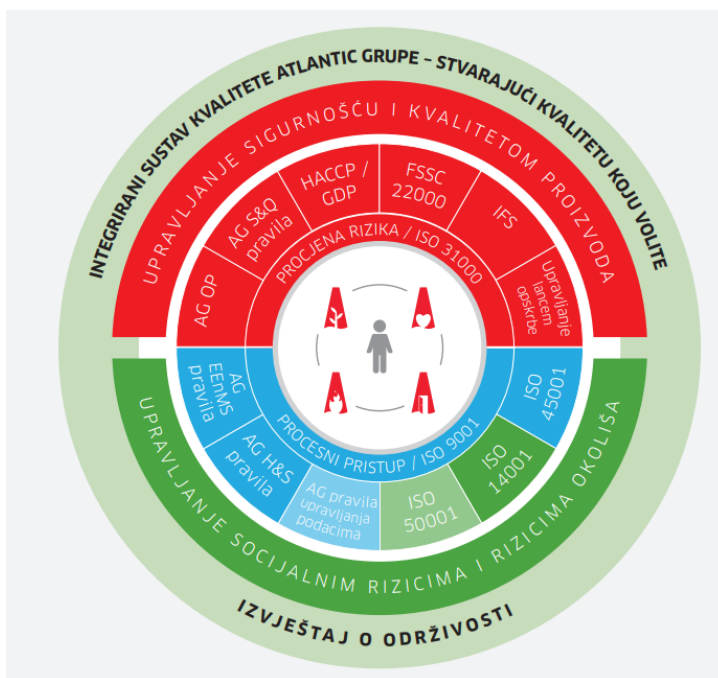 INTEGRIRANI SUSTAV KVALITETE ATLANTIC GRUPE – STVARAJUĆI KVALITETU KOJU VOLITE
UPRAVLJANJE SIGURNOŠĆU I KVALITETOM PROIZVODA
AG OP
AG S&Q
pravila
HACCP /
GDP
FSSC
22000
IFS
Upravljanje
lancem
opskrbe
PROCJENA RIZIKA / ISO 31000
PROCESNI PRISTUP / ISO 9001
AG
EEnMS
pravila
AG H&S
pravila
AG pravila
upravljanja
podacima
ISO
50001
ISO
14001
ISO
45001
UPRAVLJANJE SOCIJALNIM RIZICIMA I RIZICIMA OKOLIŠA
IZVJEŠTAJ O ODRŽIVOSTI